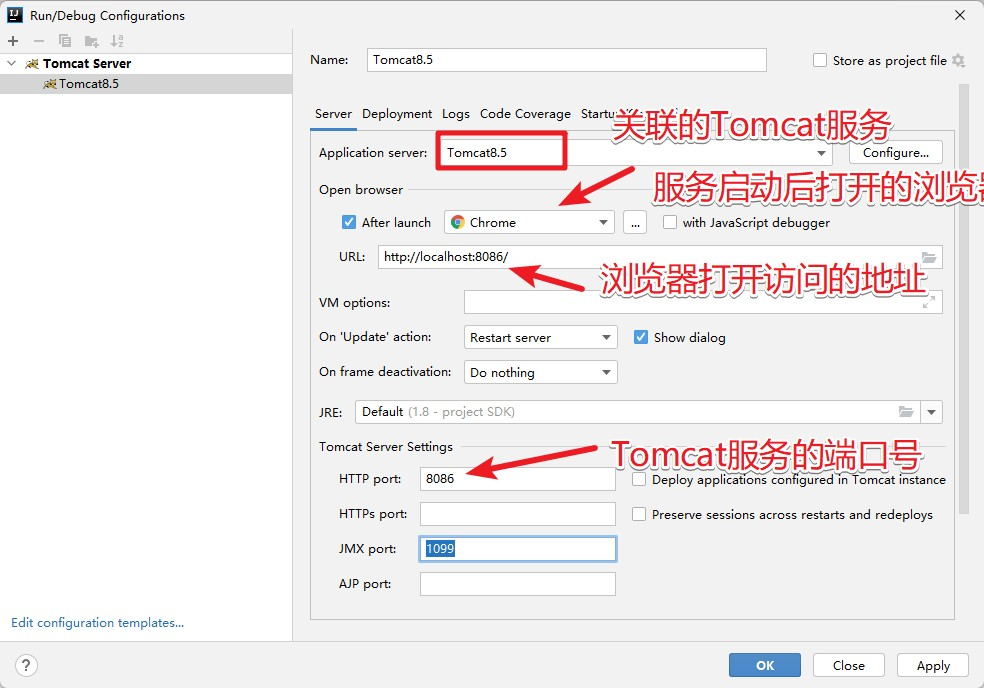 Run/Debug Configurations
Tomcat Server
Tomcat8.5
Name: Tomcat8.5 Store as project file
Server Deployment Logs Code Coverage
关联的Tomcat服务
Application server: Tomcat8.5 Configure...
Open browser
服务启动后打开的浏览器
After launch Chrome ... with JavaScript debugger
URL: http://localhost:8086/
浏览器打开访问的地址
VM options:
On 'Update' action: Restart server Show dialog
On frame deactivation: Do nothing
JRE: Default (1.8 - project SDK)
Tomcat Server Settings
Tomcat服务的端口号
HTTP port: 8086 Deploy applications configured in Tomcat instance
HTTPs port: Preserve sessions across restarts and redeploys
JMX port: 1099
AJP port:
Edit configuration templates...
? OK Close Apply